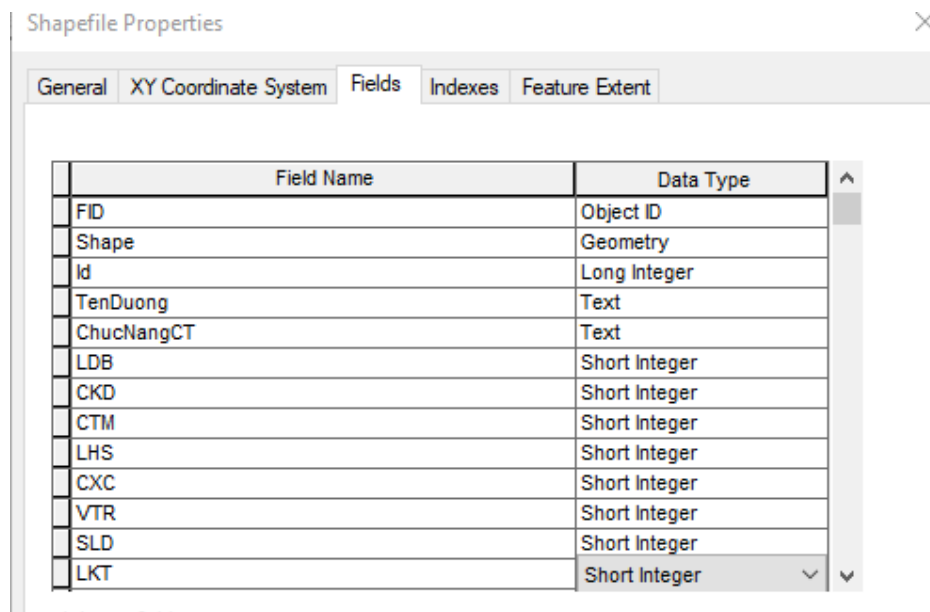 Shapefile Properties
General XY Coordinate System Fields Indexes Feature Extent
Field Name Data Type
FID Object ID
Shape Geometry
Id Long Integer
TenDuong Text
ChucNangCT Text
LDB Short Integer
CKD Short Integer
CTM Short Integer
LHS Short Integer
CXC Short Integer
VTR Short Integer
SLD Short Integer
LKT Short Integer